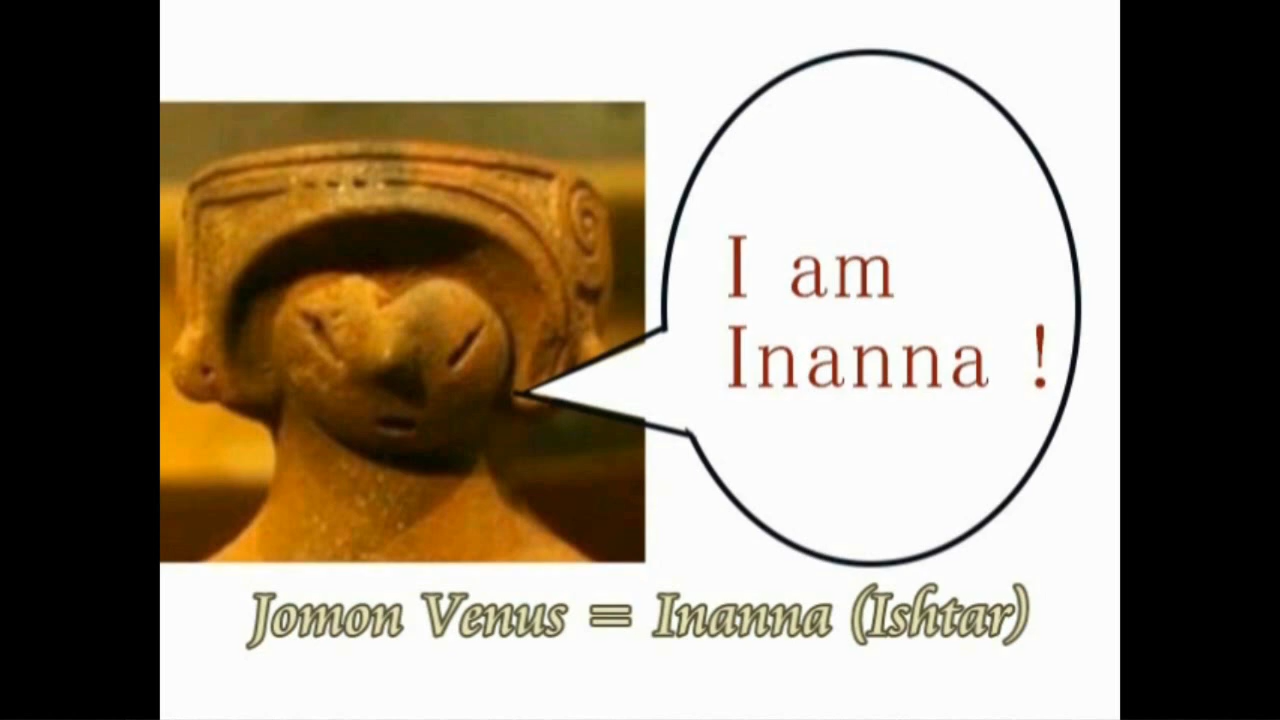 I am
Inanna !
Jomon Venus = Inanna (Ishtar)